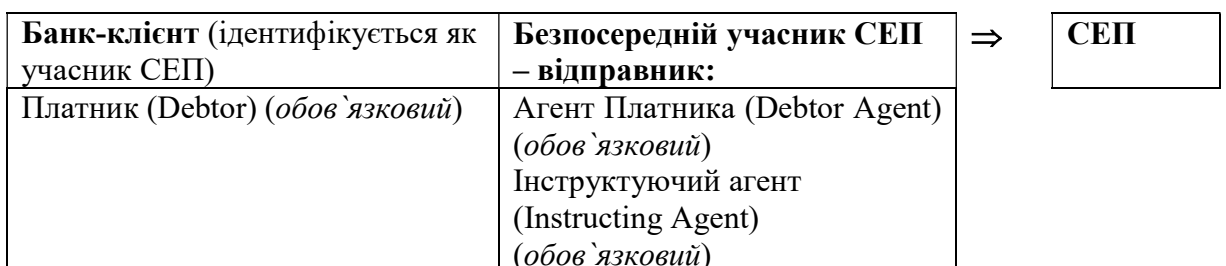 Банк-клієнт (ідентифікується як учасник СЕП)
Безпосередній учасник СЕП – відправник:
⇒
СЕП
Платник (Debtor) (обов`язковий)
Агент Платника (Debtor Agent)
(обов`язковий)
Інструктуючий агент
(Instructing Agent)
(обов`язковий)